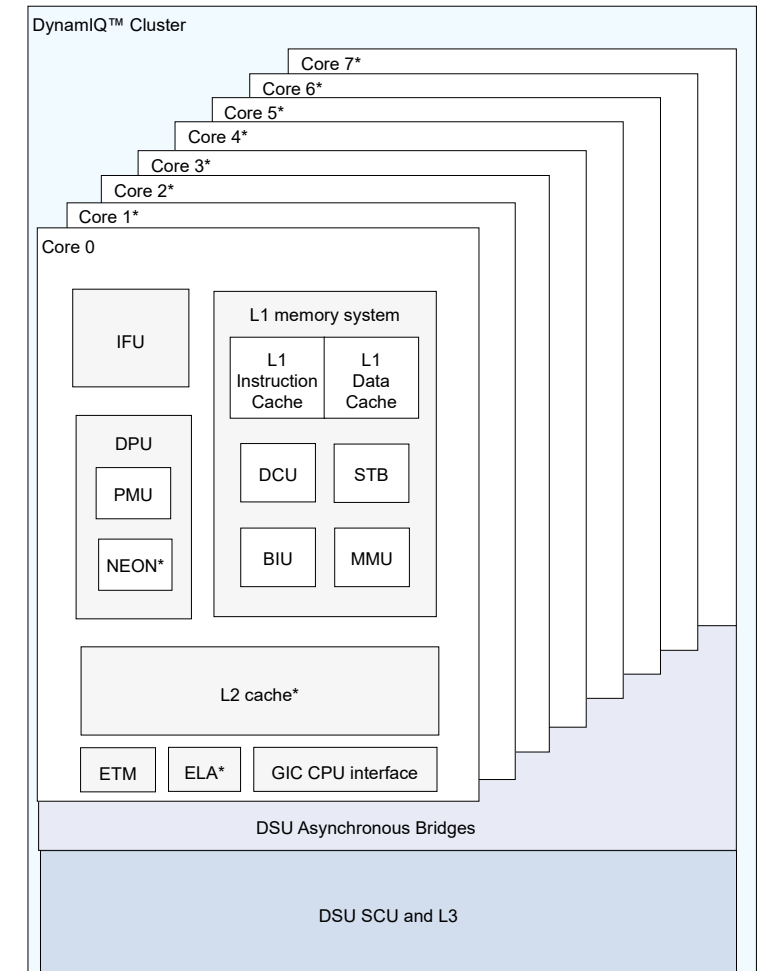 DynamIQ™ Cluster
Core 7*
Core 6*
Core 5*
Core 4*
Core 3*
Core 2*
Core 1*
Core 0
IFU
L1 memory system
L1
Instruction
Cache
L1
Data
Cache
DPU
PMU
NEON*
DCU
STB
BIU
MMU
L2 cache*
ETM
ELA*
GIC CPU interface
DSU Asynchronous Bridges
DSU SCU and L3